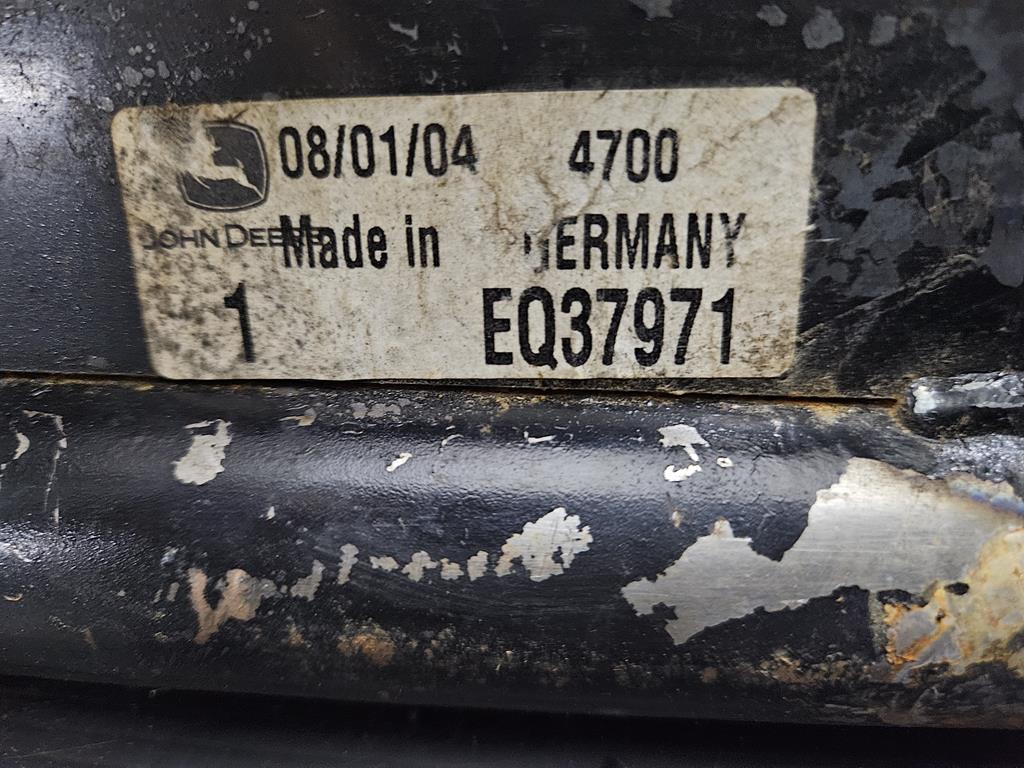 08/01/04 4700
JOHN DEERE
Made in GERMANY
1 EQ37971